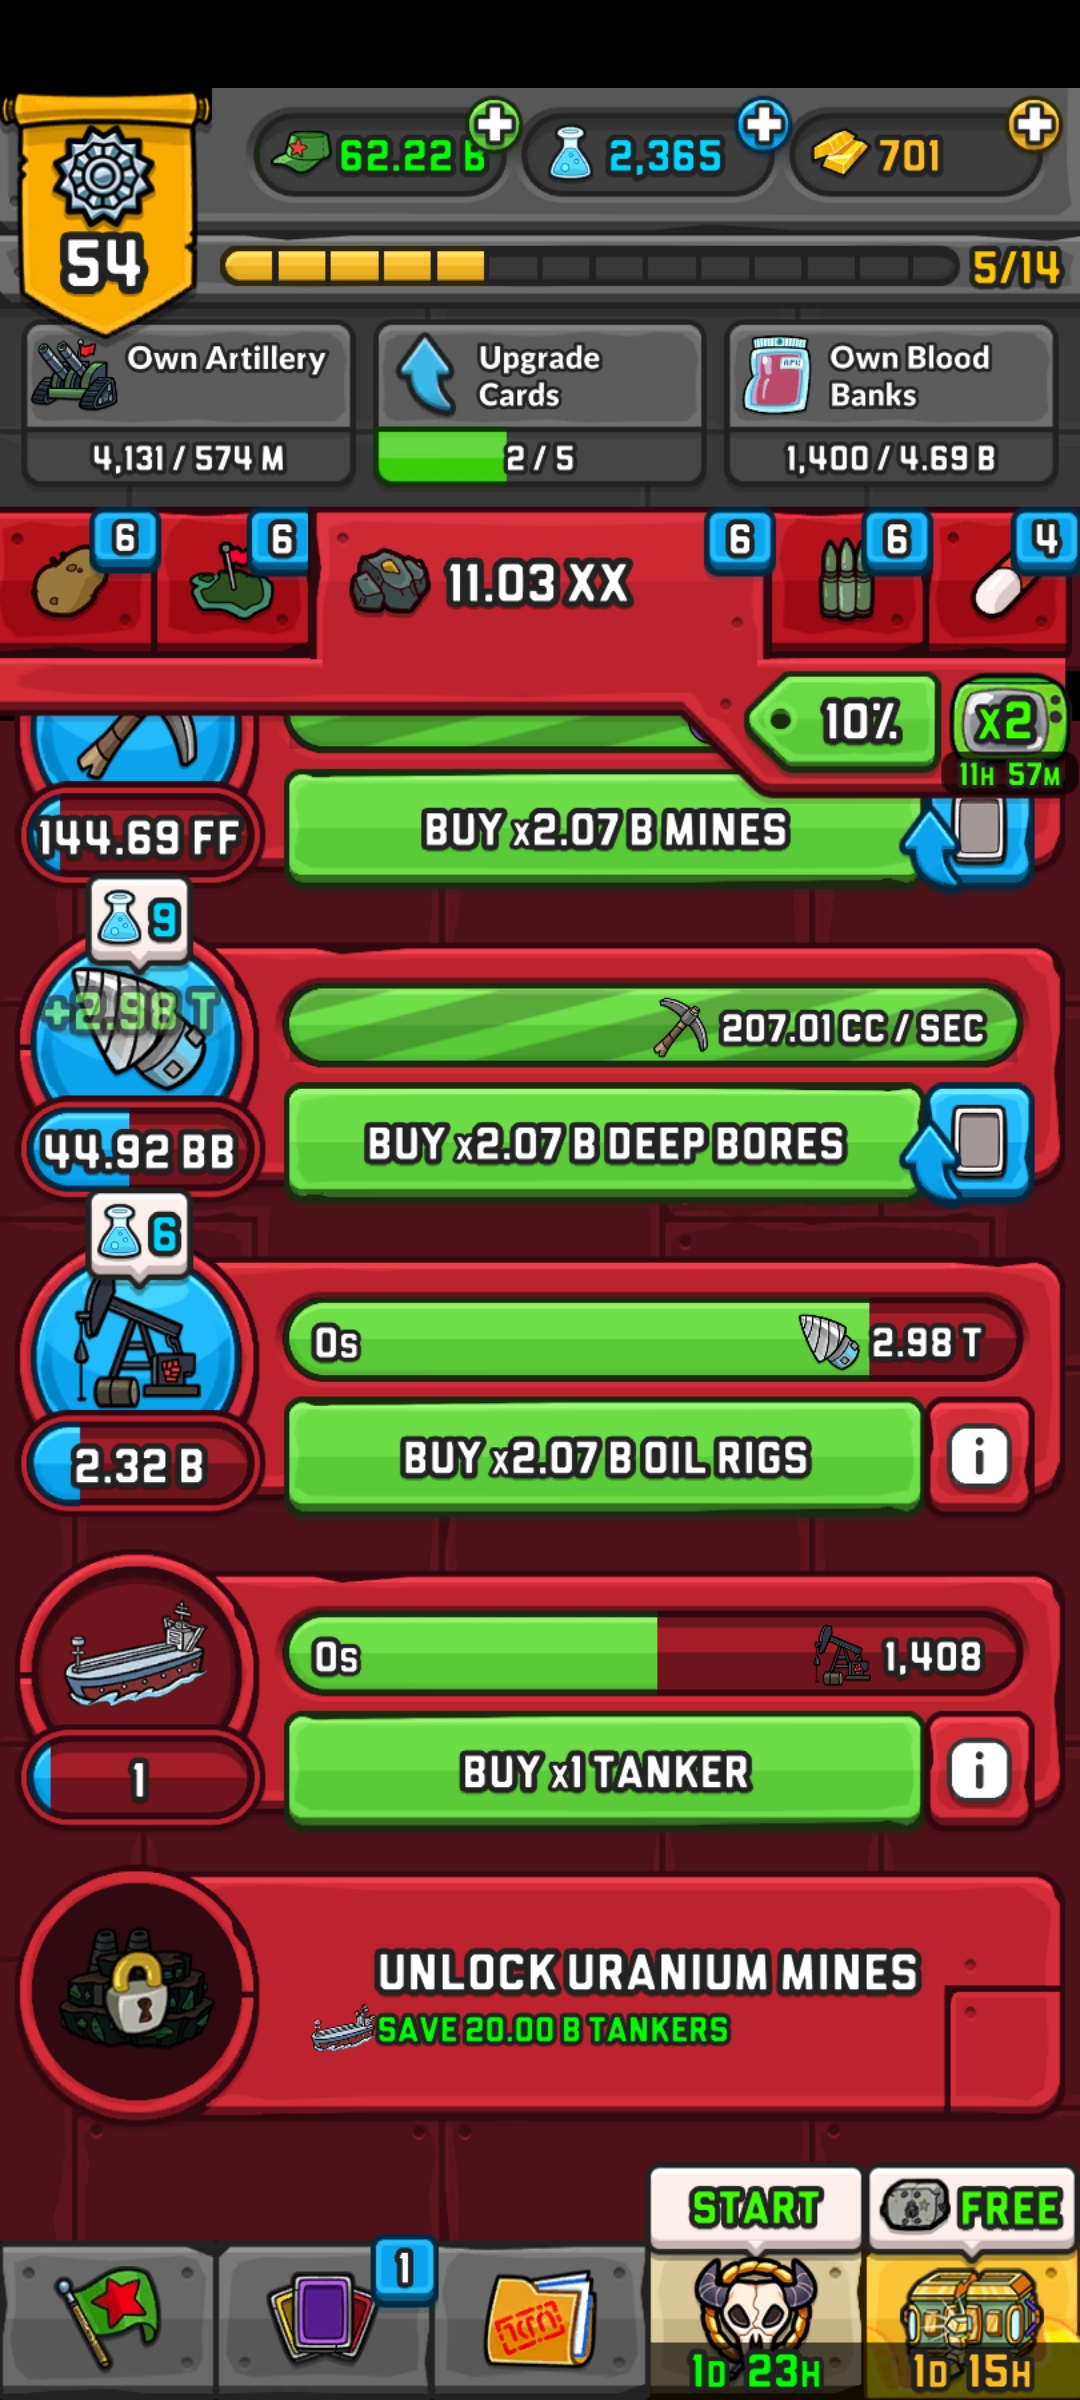 62.22 B
2,365
701
54
5/14
Own Artillery
4,131 / 574 M
Upgrade
Cards
2 / 5
Own Blood
Banks
1,400 / 4.69 B
6
6
11.03 XX
6
6
4
10%
x2
11H 57M
144.69 FF
BUY x2.07 B MINES
9
+2.98 T
207.01 CC / SEC
44.92 BB
BUY x2.07 B DEEP BORES
6
0s
2.98 T
2.32 B
BUY x2.07 B OIL RIGS
i
0s
1,408
1
BUY x1 TANKER
i
UNLOCK URANIUM MINES
SAVE 20.00 B TANKERS
START
FREE
1
1D 23H
1D 15H